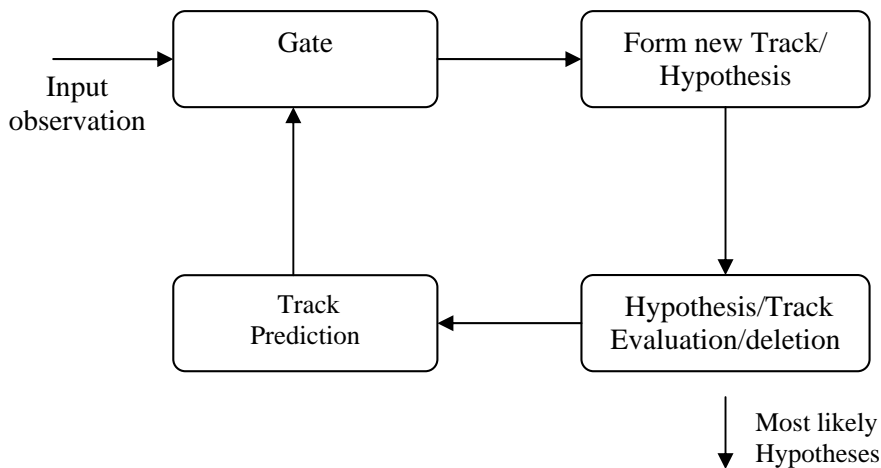 Gate
Form new Track/
Hypothesis
Input
observation
Track
Prediction
Hypothesis/Track
Evaluation/deletion
Most likely
Hypotheses